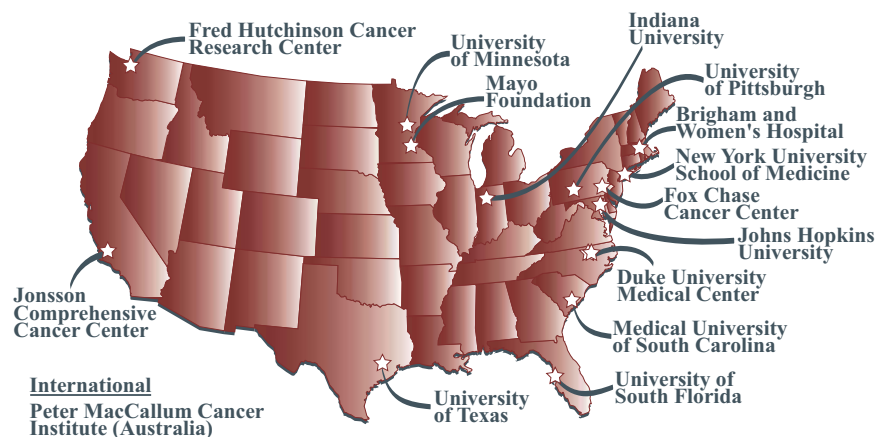 Fred Hutchinson Cancer
Research Center
University
of Minnesota
Mayo
Foundation
Indiana
University
University
of Pittsburgh
Brigham and
Women's Hospital
New York University
School of Medicine
Fox Chase
Cancer Center
Johns Hopkins
University
Duke University
Medical Center
Medical University
of South Carolina
University of
South Florida
University
of Texas
Jonsson
Comprehensive
Cancer Center
International
Peter MacCallum Cancer
Institute (Australia)